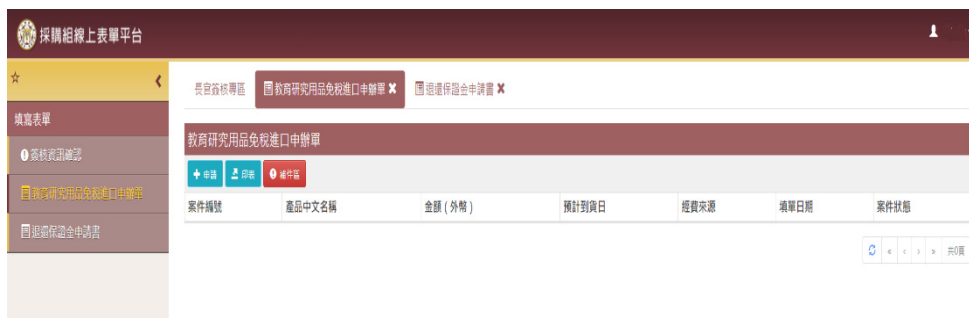 採購組線上表單平台
長官簽核專區
教育研究用品免稅進口申辦單
退還保證金申請書
填寫表單
簽核資訊確認
教育研究用品免稅進口申辦單
退還保證金申請書
教育研究用品免稅進口申辦單
申請 印表 補件區
案件編號 產品中文名稱 金額(外幣) 預計到貨日 經費來源 填單日期 案件狀態
共0頁